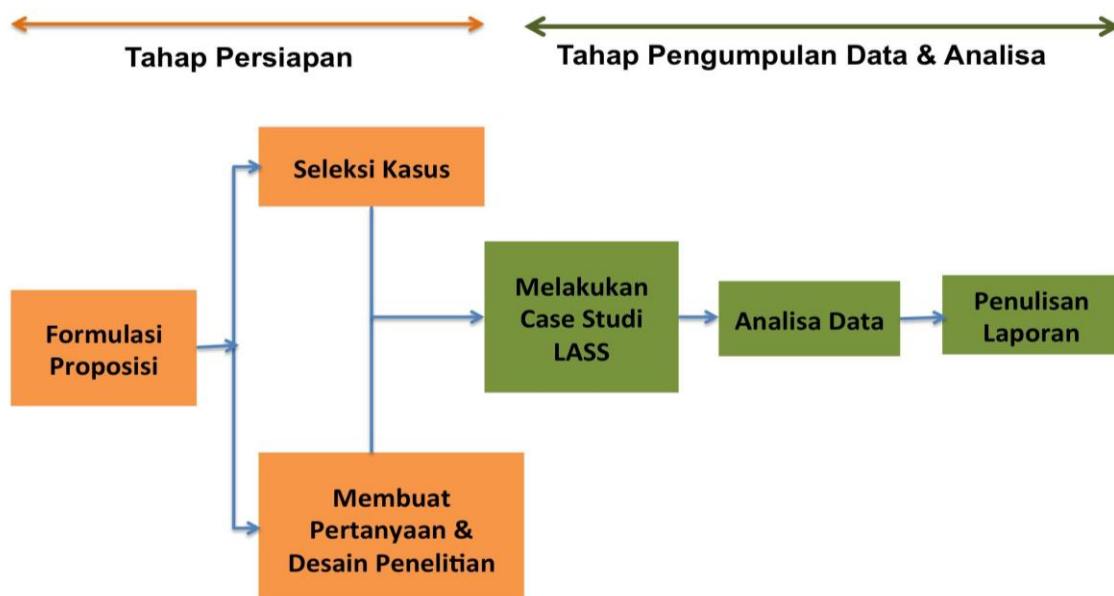 Tahap Persiapan
Tahap Pengumpulan Data & Analisa
Seleksi Kasus
Formulasi
Proposisi
Membuat
Pertanyaan &
Desain Penelitian
Melakukan
Case Studi
LASS
Analisa Data
Penulisan
Laporan